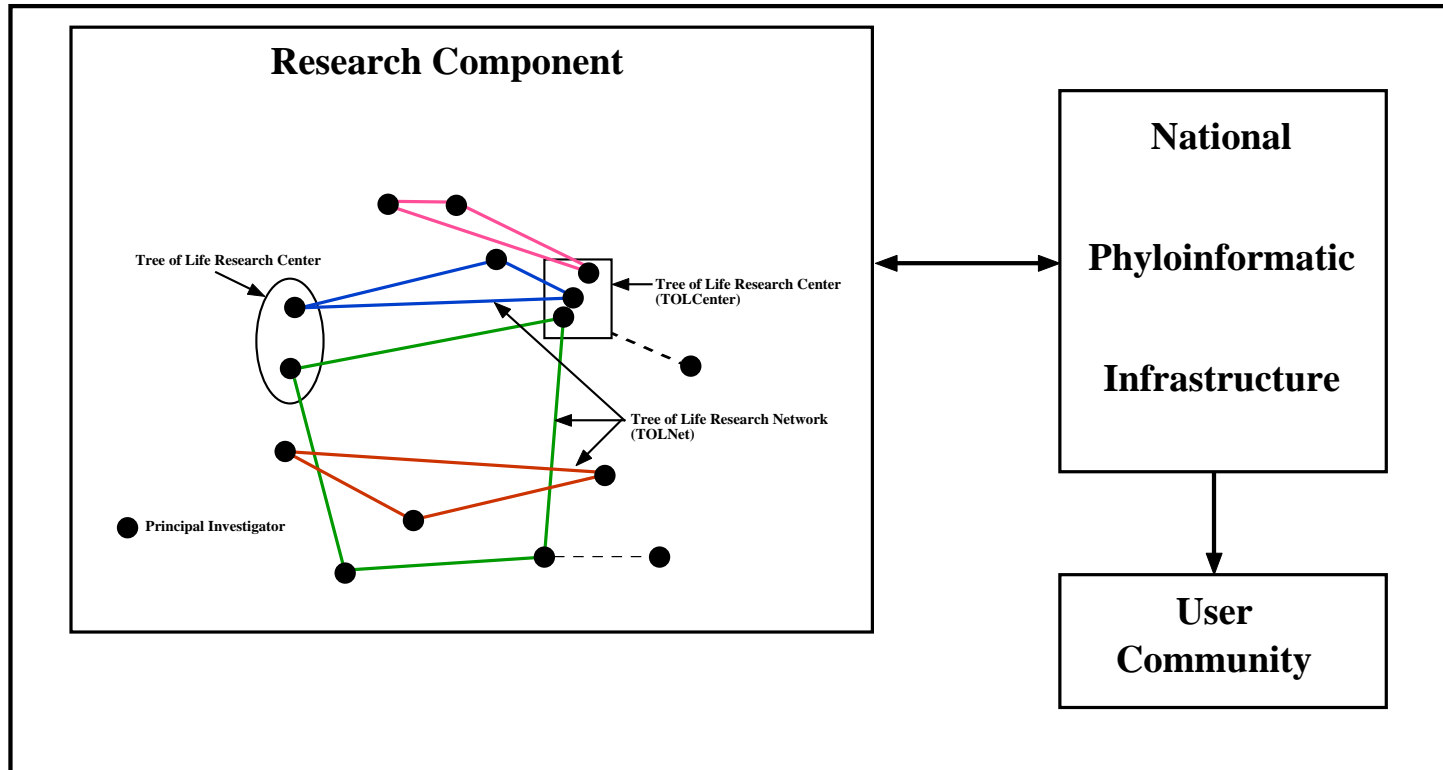 Research Component
Tree of Life Research Center
Tree of Life Research Center
(TOLCenter)
Tree of Life Research Network
(TOLNet)
Principal Investigator
National
Phyloinformatic
Infrastructure
User
Community